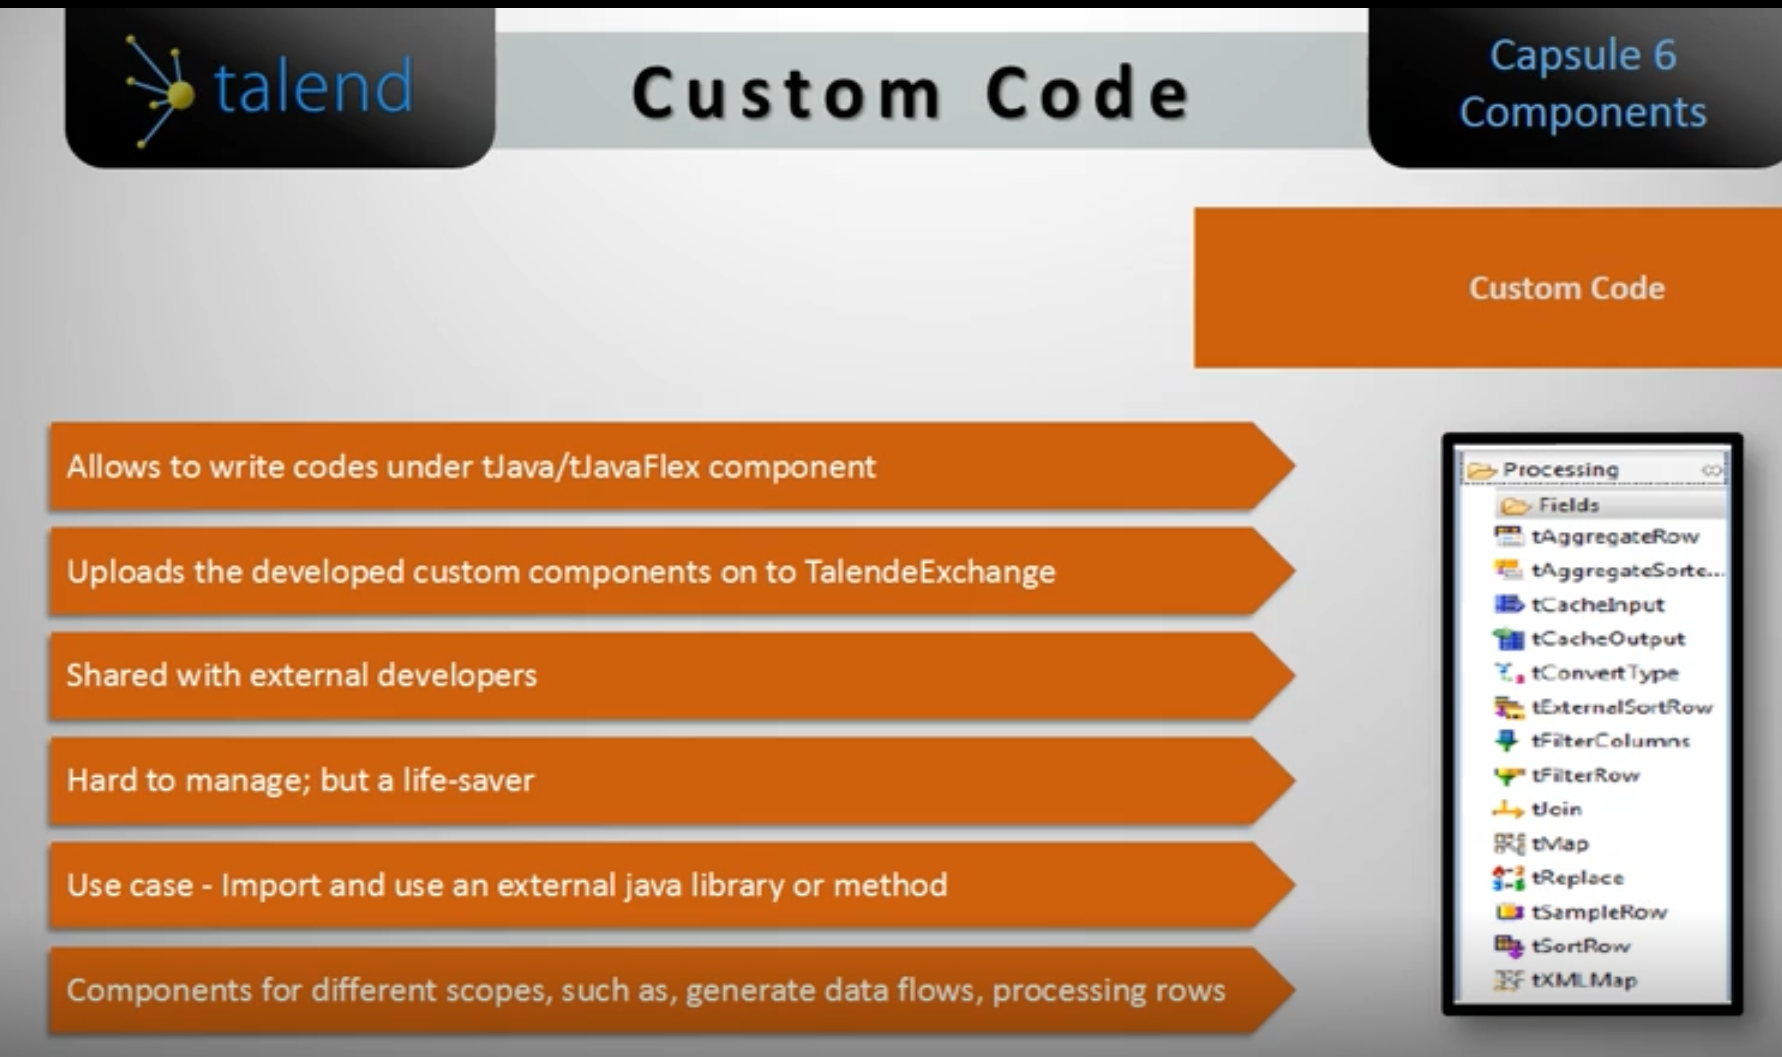 talend
Custom Code
Capsule 6
Components
Custom Code
Allows to write codes under tJava/tJavaFlex component
Uploads the developed custom components on to TalendeExchange
Shared with external developers
Hard to manage; but a life-saver
Use case - Import and use an external java library or method
Components for different scopes, such as, generate data flows, processing rows
Processing
Fields
tAggregateRow
tAggregateSorte...
tCacheInput
tCacheOutput
tConvertType
tExternalSortRow
tFilterColumns
tFilterRow
tJoin
tMap
tReplace
tSampleRow
tSortRow
tXMLMap